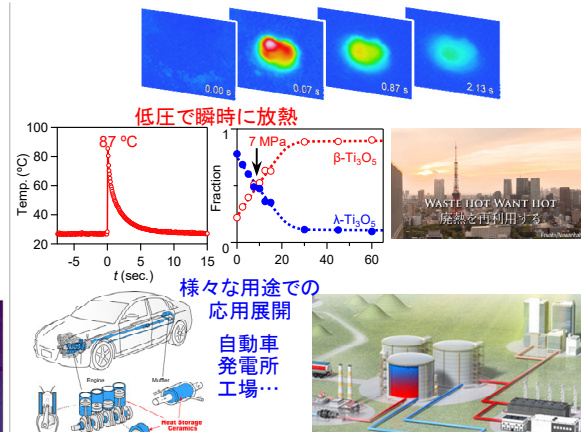 0.00 s
0.07 s
0.87 s
2.13 s
低圧で瞬時に放熱
100
80
60
40
20
Temp. (ºC)
87 ºC
-5
0
5
10
15
t (sec.)
1
0
Fraction
7 MPa
β-Ti₃O₅
λ-Ti₃O₅
0
10
20
30
40
50
60
WASTE HOT WANT HOT
廃熱を再利用する
様々な用途での
応用展開
自動車
発電所
工場…
Engine
Muffler
Heat Storage
Ceramics